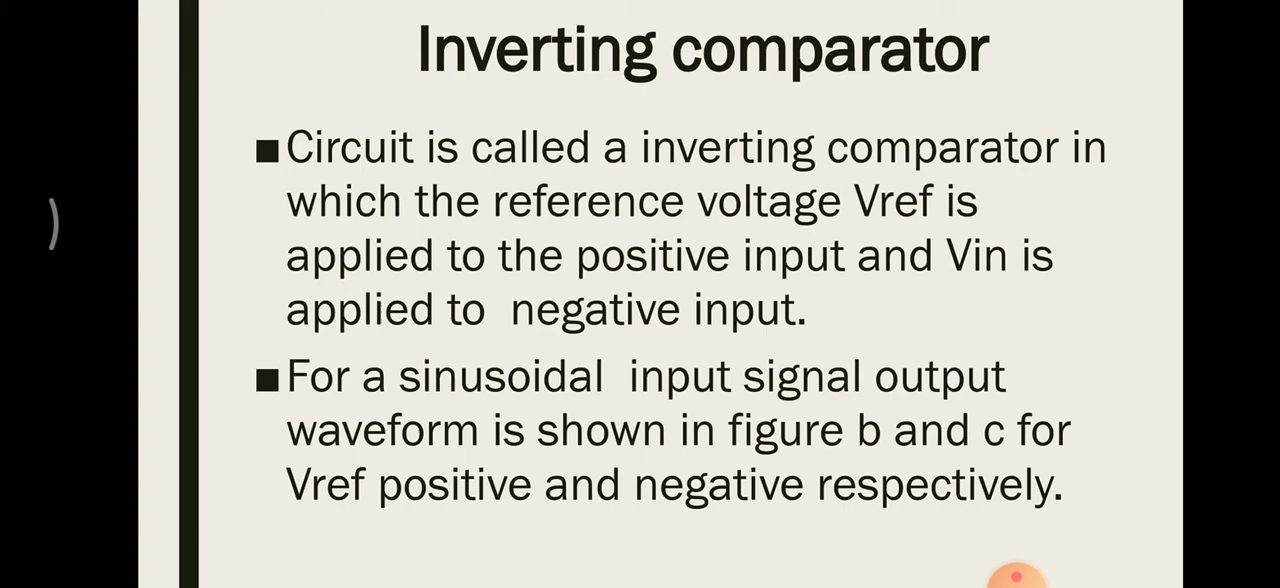 Inverting comparator
■Circuit is called a inverting comparator in
which the reference voltage Vref is
applied to the positive input and Vin is
applied to  negative input.
■For a sinusoidal  input signal output
waveform is shown in figure b and c for
Vref positive and negative respectively.